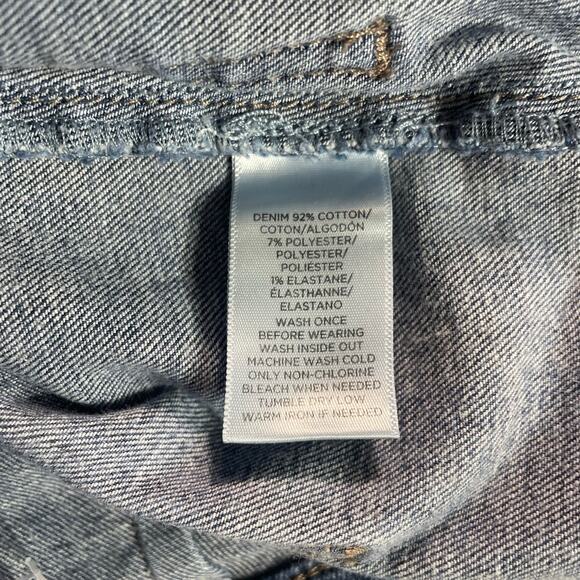 DENIM 92% COTTON/
COTON/ALGODÓN
7% POLYESTER/
POLYESTER/
POLIÉSTER
1% ELASTANE/
ÉLASTHANNE/
ELASTANO
WASH ONCE
BEFORE WEARING
WASH INSIDE OUT
MACHINE WASH COLD
ONLY NON-CHLORINE
BLEACH WHEN NEEDED
TUMBLE DRY LOW
WARM IRON IF NEEDED